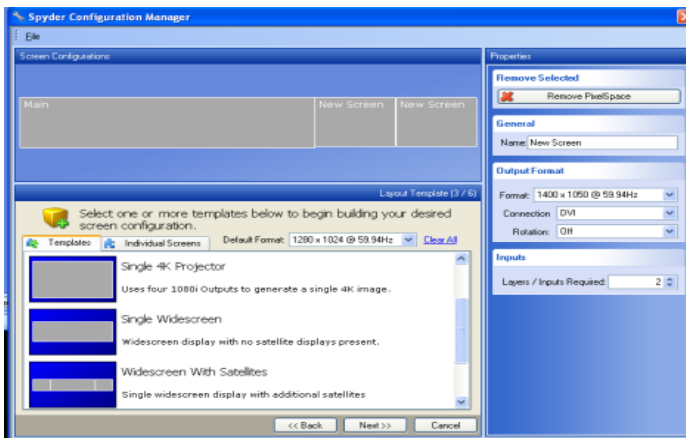 Spyder Configuration Manager
File
Screen Configurations
Main
New Screen
New Screen
Layout Template (3 / 6)
Select one or more templates below to begin building your desired
screen configuration.
Templates
Individual Screens
Default Format: 1280 x 1024 @ 59.94Hz
Clear All
Single 4K Projector
Uses four 1080i Outputs to generate a single 4K image.
Single Widescreen
Widescreen display with no satellite displays present.
Widescreen With Satellites
Single widescreen display with additional satellites
<< Back
Next >>
Cancel
Properties
Remove Selected
Remove PixelSpace
General
Name: New Screen
Output Format
Format: 1400 x 1050 @ 59.94Hz
Connection DVI
Rotation: Off
Inputs
Layers / Inputs Required: 2